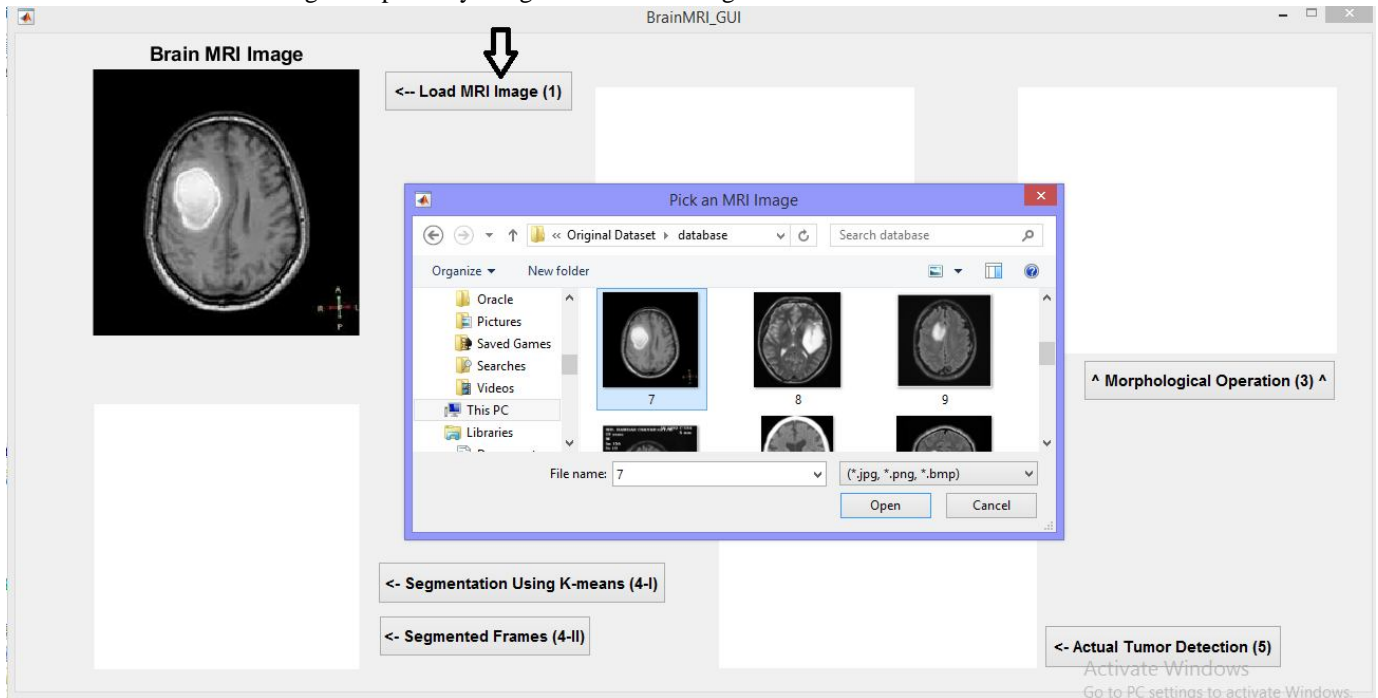 BrainMRI_GUI
Brain MRI Image
<-- Load MRI Image (1)
R
A
L
P
Pick an MRI Image
« Original Dataset
database
Search database
Organize
New folder
Oracle
Pictures
Saved Games
Searches
Videos
This PC
Libraries
7
8
9
File name:
7
(*.jpg, *.png, *.bmp)
Open
Cancel
^ Morphological Operation (3) ^
<- Segmentation Using K-means (4-I)
<- Segmented Frames (4-II)
<- Actual Tumor Detection (5)
Activate Windows
Go to PC settings to activate Windows.